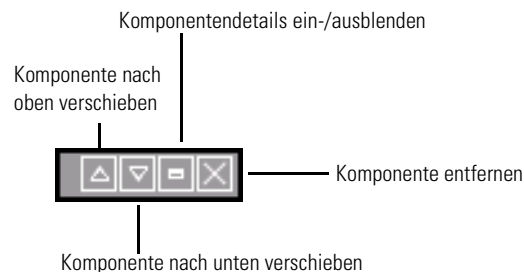 Komponentendetails ein-/ausblenden
Komponente nach
oben verschieben
Komponente entfernen
Komponente nach unten verschieben